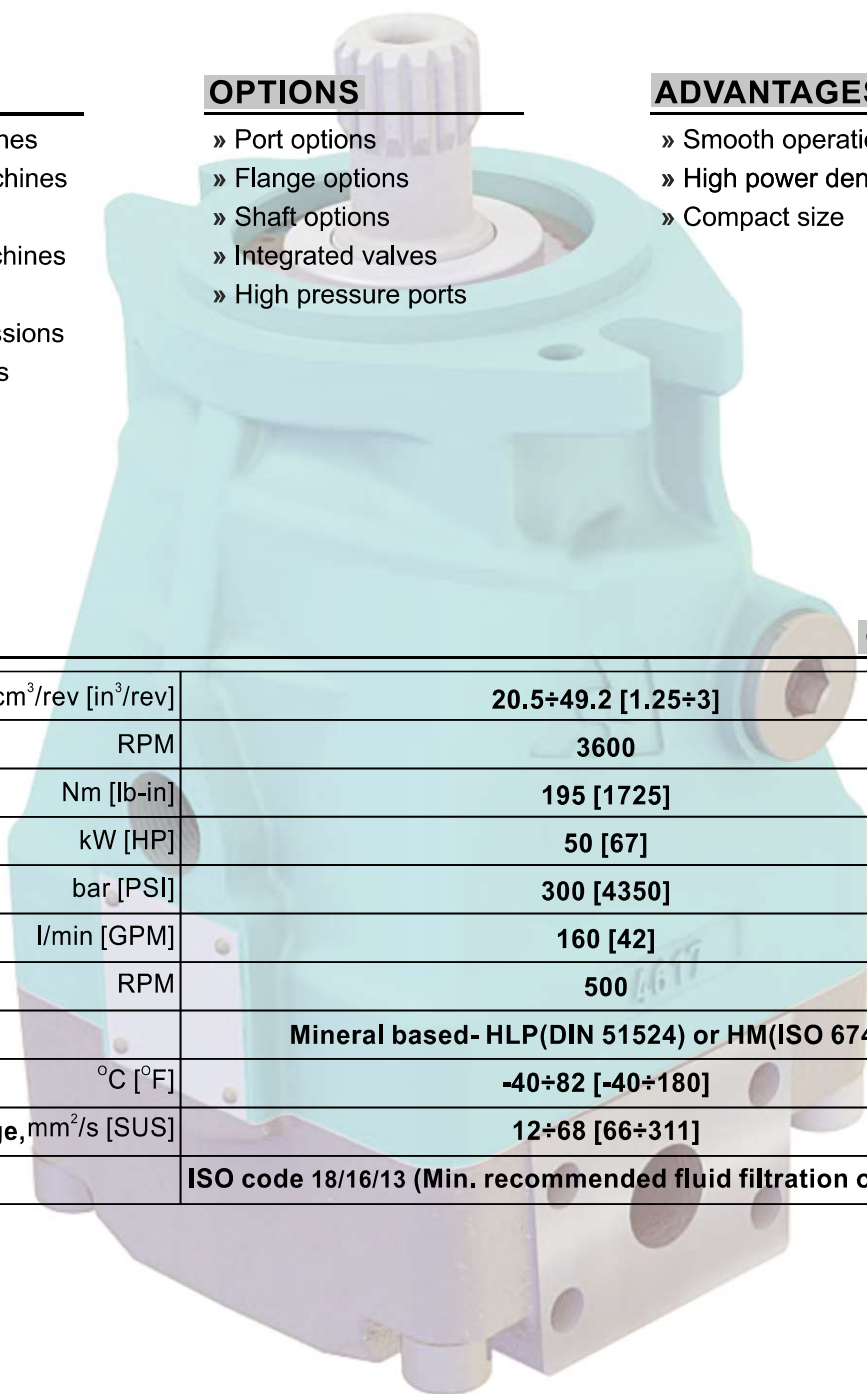 OPTIONS
» Port options
» Flange options
» Shaft options
» Integrated valves
» High pressure ports
ADVANTAGES
» Smooth operatio
» High power den
» Compact size
nes
chines
chines
ssions
s
cm³/rev [in³/rev] 20.5÷49.2 [1.25÷3]
RPM 3600
Nm [lb-in] 195 [1725]
kW [HP] 50 [67]
bar [PSI] 300 [4350]
l/min [GPM] 160 [42]
RPM 500
4617
Mineral based- HLP(DIN 51524) or HM(ISO 674
°C [°F] -40÷82 [-40÷180]
ge, mm²/s [SUS] 12÷68 [66÷311]
ISO code 18/16/13 (Min. recommended fluid filtration o